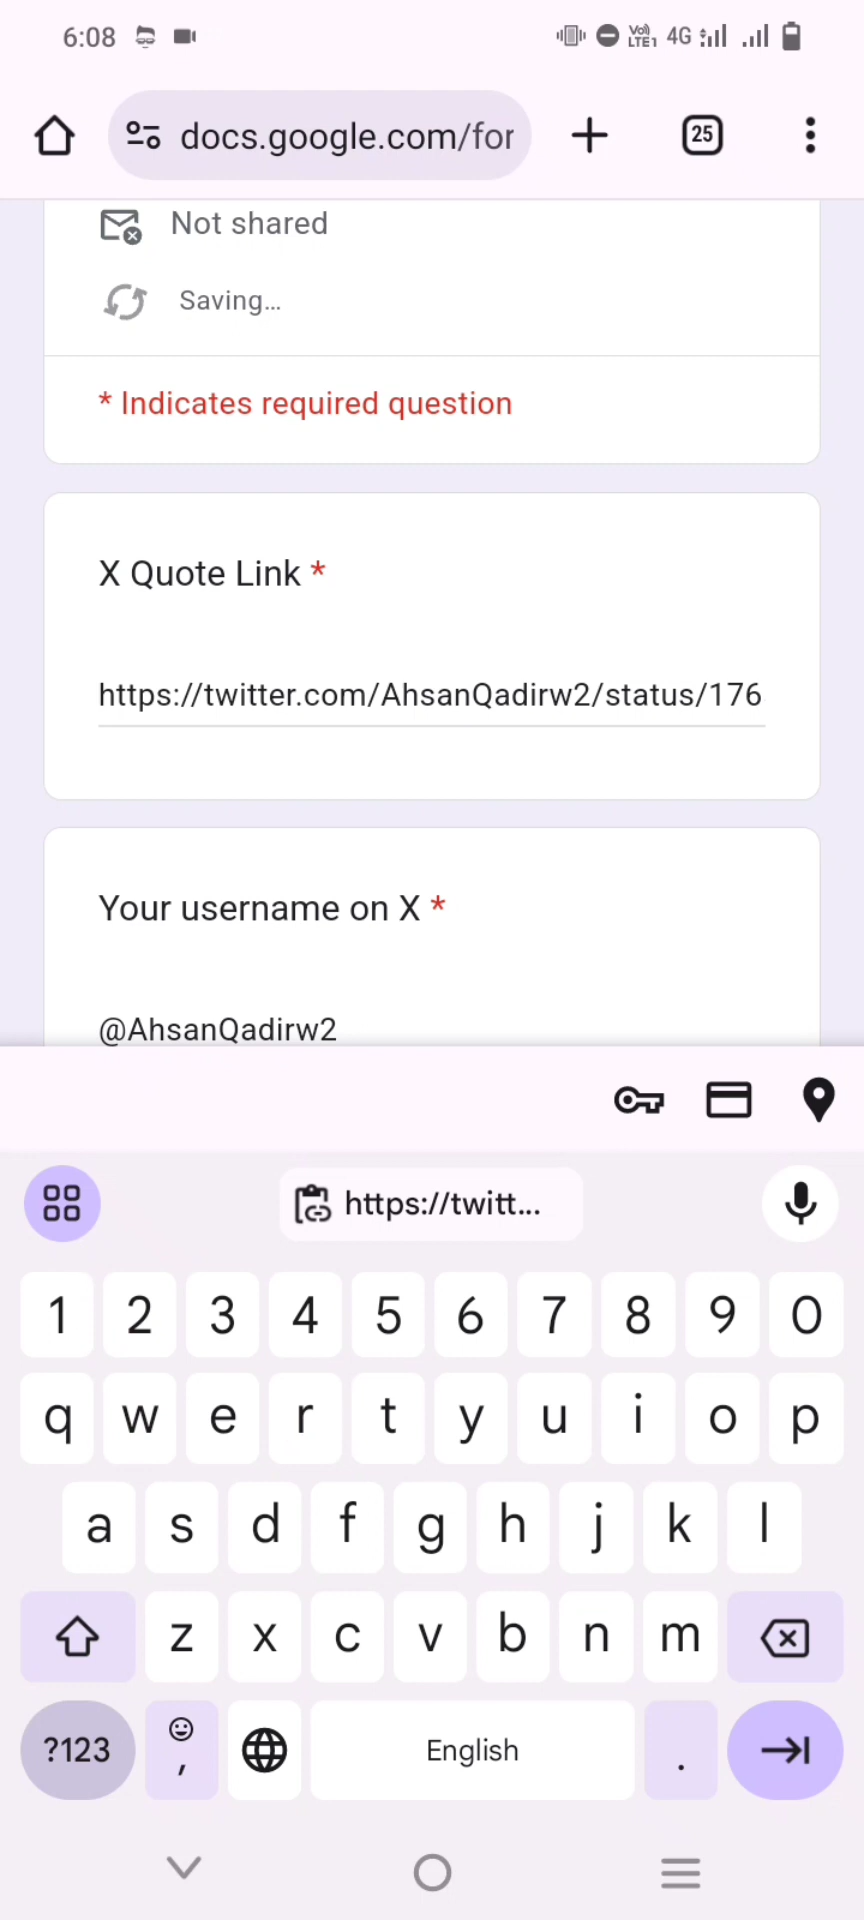 6:08
Vo)
LTE1
4G
docs.google.com/for
25
Not shared
Saving...
* Indicates required question
X Quote Link *
https://twitter.com/AhsanQadirw2/status/176
Your username on X *
@AhsanQadirw2
https://twitt...
1 2 3 4 5 6 7 8 9 0
q w e r t y u i o p
a s d f g h j k l
z x c v b n m
?123 , English .